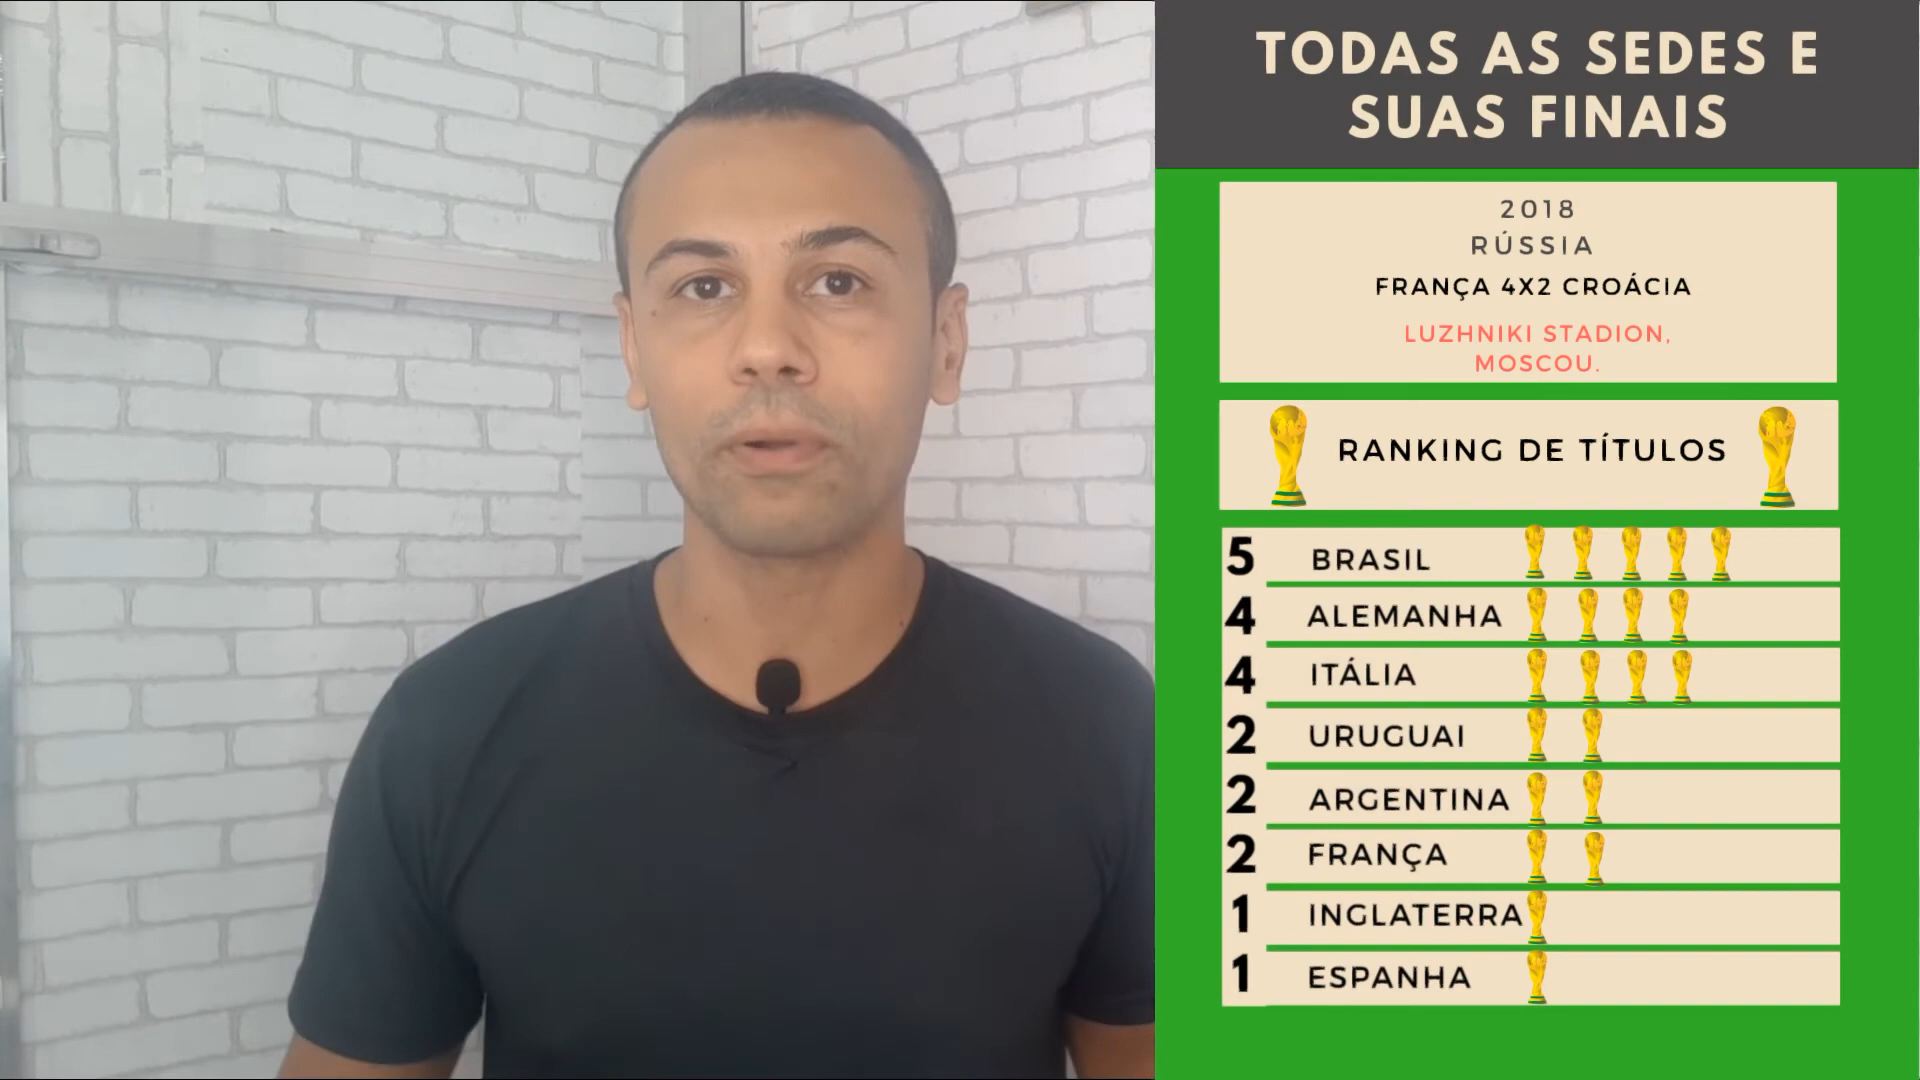 TODAS AS SEDES E
SUAS FINAIS
2018
RÚSSIA
FRANÇA 4X2 CROÁCIA
LUZHNIKI STADION,
MOSCOU.
RANKING DE TÍTULOS
5 BRASIL
4 ALEMANHA
4 ITÁLIA
2 URUGUAI
2 ARGENTINA
2 FRANÇA
1 INGLATERRA
1 ESPANHA